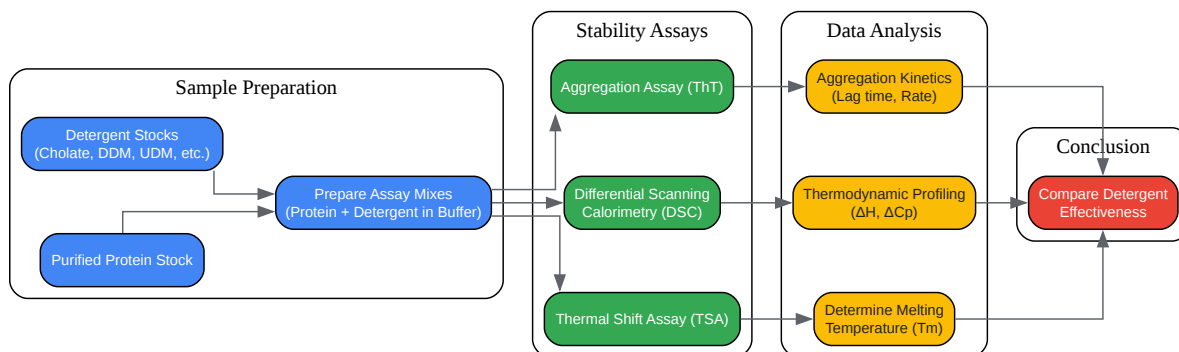 Sample Preparation
Detergent Stocks
(Cholate, DDM, UDM, etc.)
Purified Protein Stock
Prepare Assay Mixes
(Protein + Detergent in Buffer)
Stability Assays
Aggregation Assay (ThT)
Differential Scanning
Calorimetry (DSC)
Thermal Shift Assay (TSA)
Data Analysis
Aggregation Kinetics
(Lag time, Rate)
Thermodynamic Profiling
(ΔH, ΔCp)
Determine Melting
Temperature (Tm)
Conclusion
Compare Detergent
Effectiveness